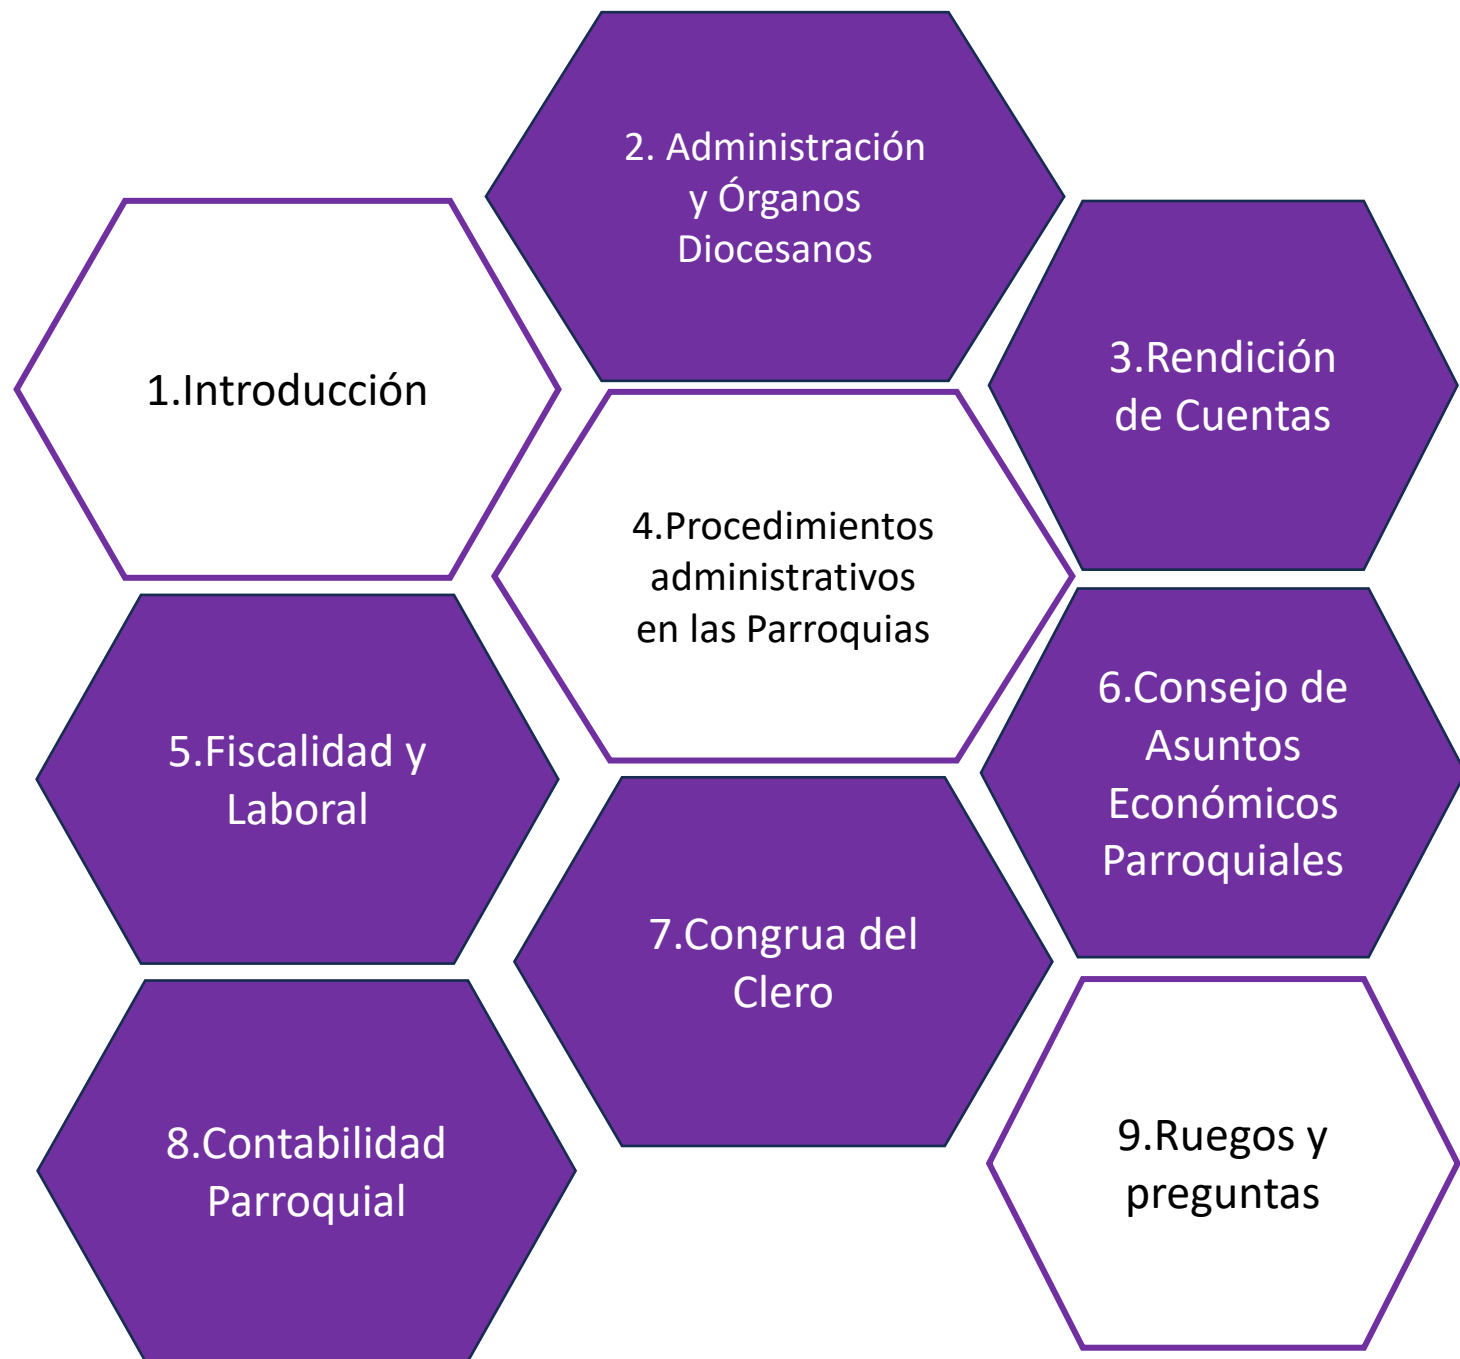 1.Introducción
2. Administración
y Órganos
Diocesanos
3.Rendición
de Cuentas
4.Procedimientos
administrativos
en las Parroquias
5.Fiscalidad y
Laboral
6.Consejo de
Asuntos
Económicos
Parroquiales
7.Congrua del
Clero
8.Contabilidad
Parroquial
9.Ruegos y
preguntas